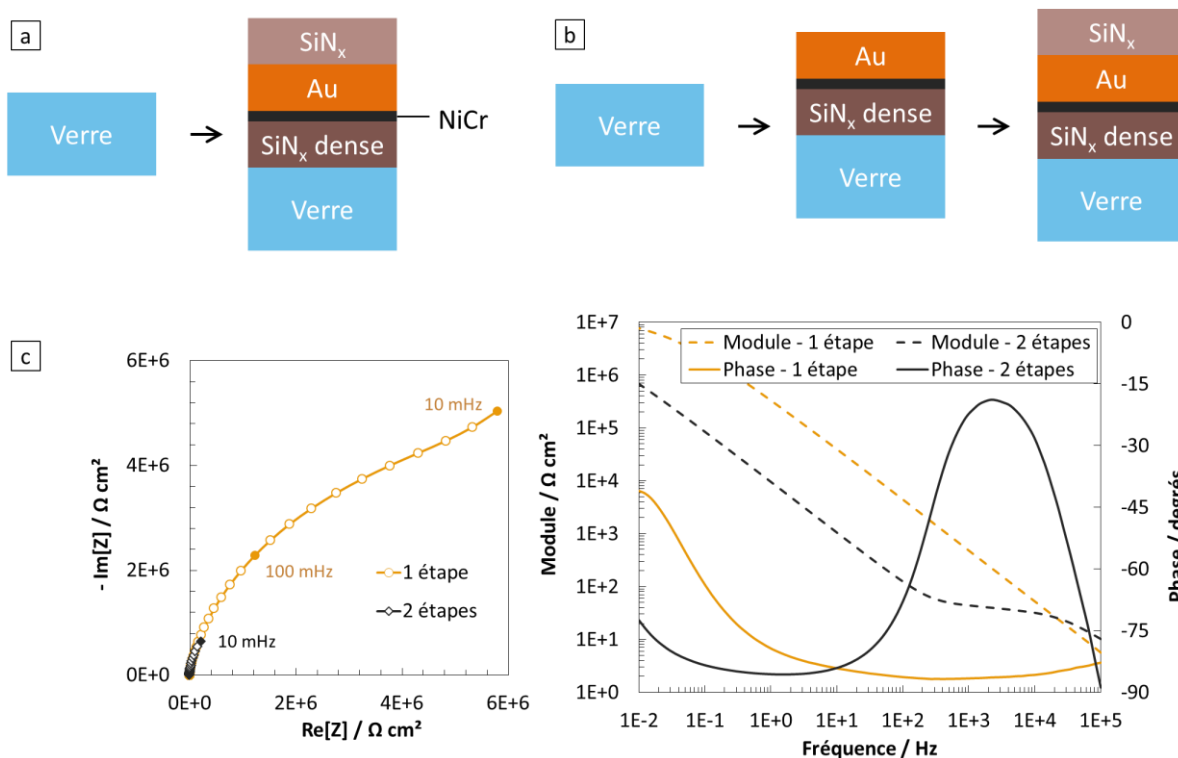 a
SiNₓ
Au
NiCr
SiNₓ dense
Verre
Verre
b
Verre
Au
SiNₓ dense
Verre
SiNₓ
Au
SiNₓ dense
Verre
c
6E+6
4E+6
2E+6
0E+0
- Im[Z] / Ω cm²
10 mHz
100 mHz
1 étape
2 étapes
10 mHz
0E+0 2E+6 4E+6 6E+6
Re[Z] / Ω cm²
1E+7
1E+6
1E+5
1E+4
1E+3
1E+2
1E+1
1E+0
Module / Ω cm²
Module - 1 étape
Module - 2 étapes
Phase - 1 étape
Phase - 2 étapes
0
-15
-30
-45
-60
-75
-90
Phase / degrés
1E-2 1E-1 1E+0 1E+1 1E+2 1E+3 1E+4 1E+5
Fréquence / Hz